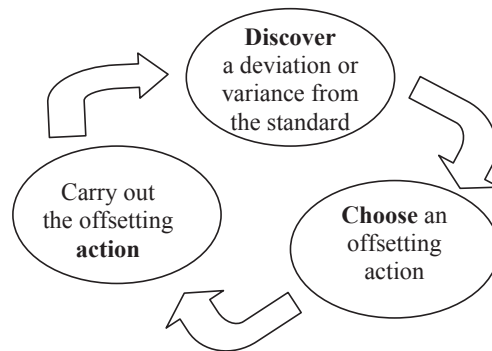 Discover
a deviation or
variance from
the standard
Choose an
offsetting
action
Carry out
the offsetting
action